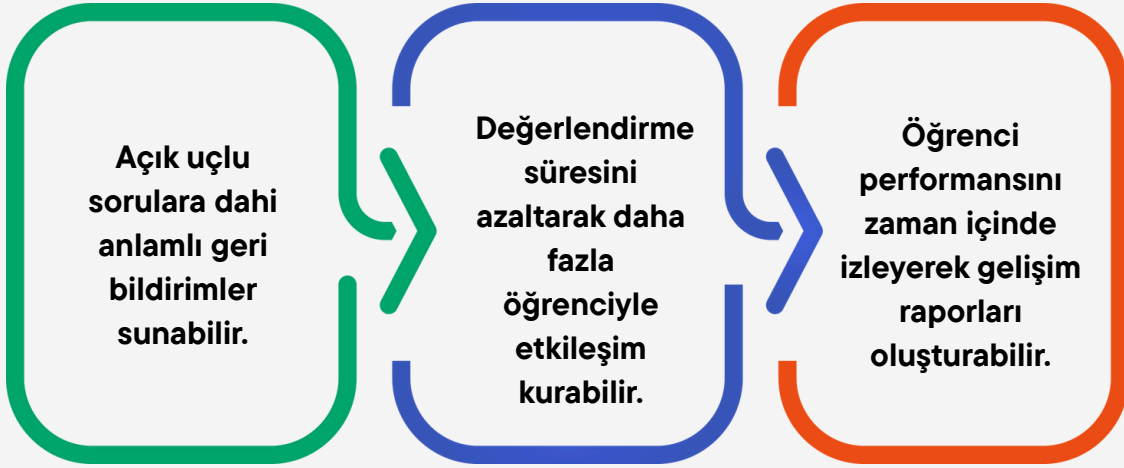 Açık uçlu
sorulara dahi
anlamlı geri
bildirimler
sunabilir.
Değerlendirme
süresini
azaltarak daha
fazla
öğrenciyle
etkileşim
kurabilir.
Öğrenci
performansını
zaman içinde
izleyerek gelişim
raporları
oluşturabilir.